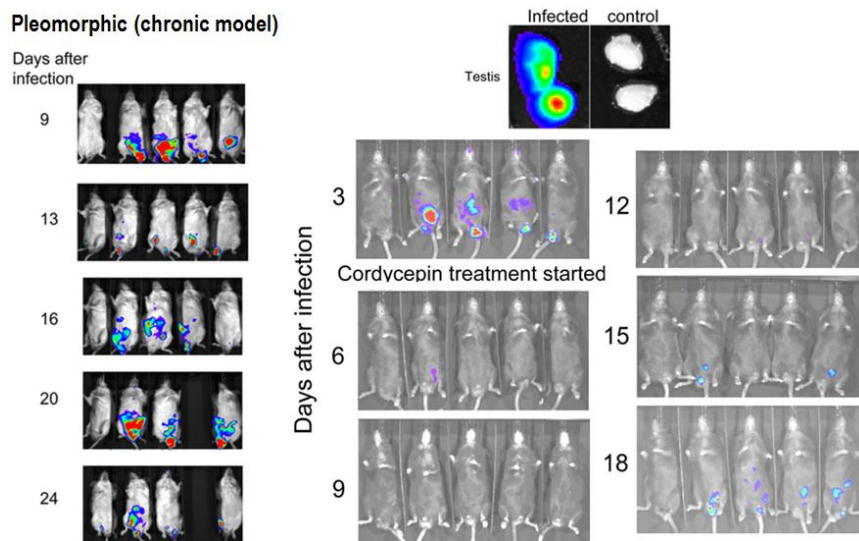 Pleomorphic (chronic model)
Days after
infection
9
13
16
20
24
Infected control
Testis
Days after infection
3
Cordycepin treatment started
6
9
12
15
18